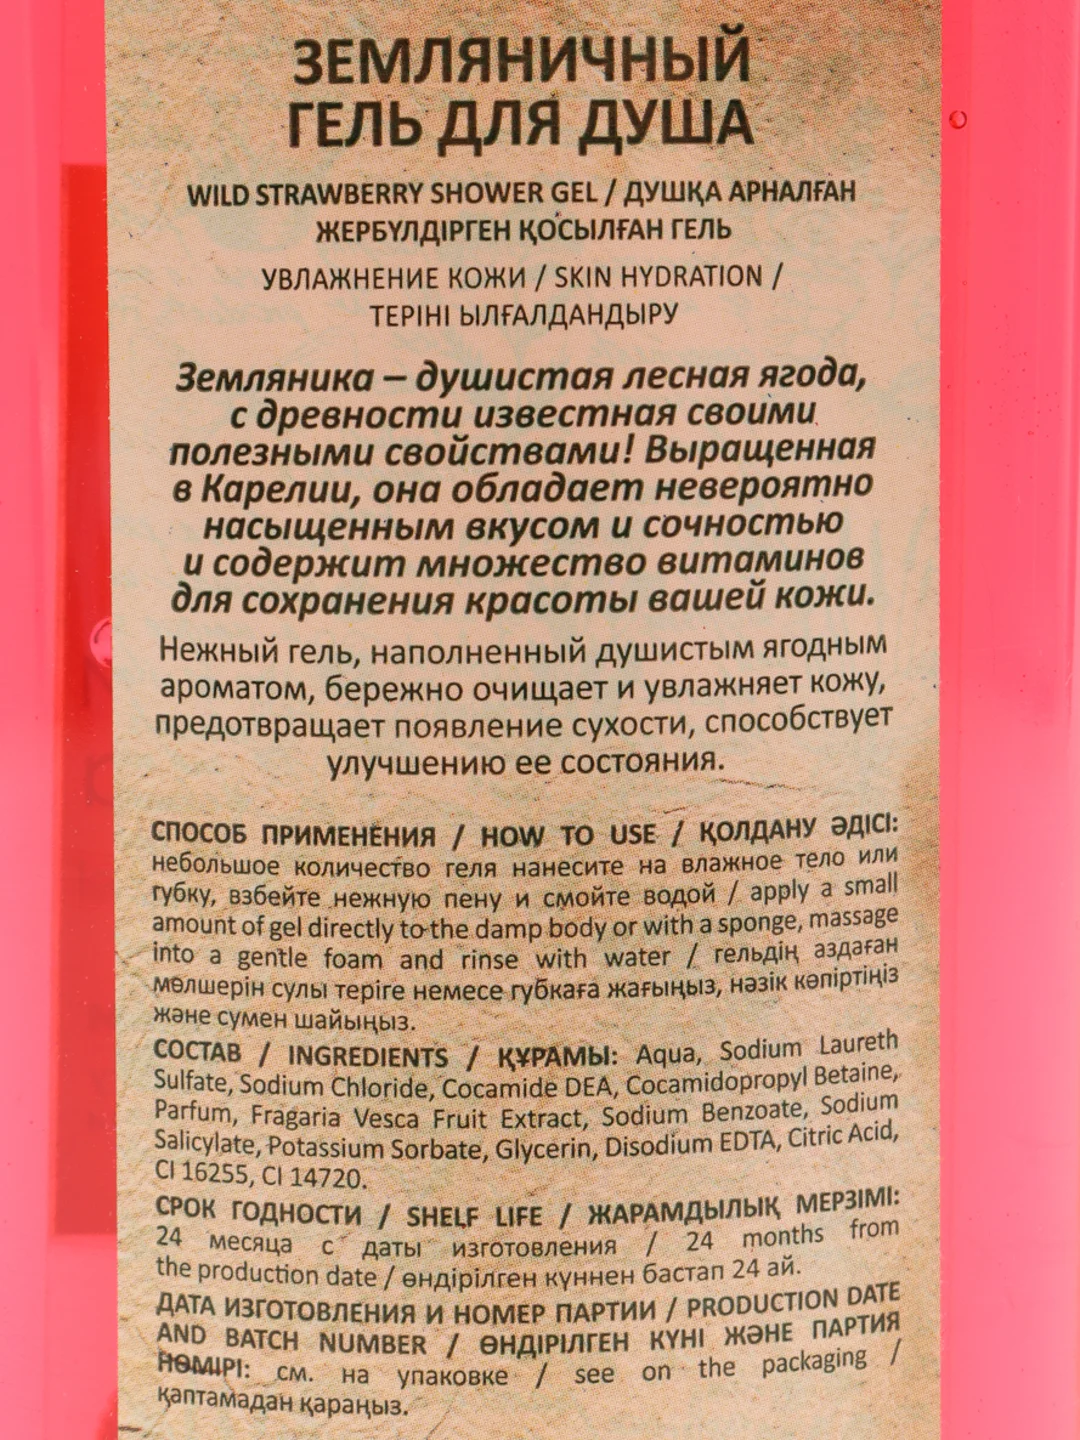 ЗЕМЛЯНИЧНЫЙ
ГЕЛЬ ДЛЯ ДУША
WILD STRAWBERRY SHOWER GEL / ДУШҚА АРНАЛҒАН
ЖЕРБҮЛДІРГЕН ҚОСЫЛҒАН ГЕЛЬ
УВЛАЖНЕНИЕ КОЖИ / SKIN HYDRATION /
ТЕРІНІ ЫЛҒАЛДАНДЫРУ
Земляника – душистая лесная ягода,
с древности известная своими
полезными свойствами! Выращенная
в Карелии, она обладает невероятно
насыщенным вкусом и сочностью
и содержит множество витаминов
для сохранения красоты вашей кожи.
Нежный гель, наполненный душистым ягодным
ароматом, бережно очищает и увлажняет кожу,
предотвращает появление сухости, способствует
улучшению ее состояния.
СПОСОБ ПРИМЕНЕНИЯ / HOW TO USE / ҚОЛДАНУ ӘДІСІ:
небольшое количество геля нанесите на влажное тело или
губку, взбейте нежную пену и смойте водой / apply a small
amount of gel directly to the damp body or with a sponge, massage
into a gentle foam and rinse with water / гельдің аздаған
мөлшерін сулы теріге немесе губкаға жағыңыз, нәзік көпіртіңіз
және сумен шайыңыз.
СОСТАВ / INGREDIENTS / ҚҰРАМЫ: Aqua, Sodium Laureth
Sulfate, Sodium Chloride, Cocamide DEA, Cocamidopropyl Betaine,
Parfum, Fragaria Vesca Fruit Extract, Sodium Benzoate, Sodium
Salicylate, Potassium Sorbate, Glycerin, Disodium EDTA, Citric Acid,
CI 16255, CI 14720.
СРОК ГОДНОСТИ / SHELF LIFE / ЖАРАМДЫЛЫҚ МЕРЗІМІ:
24 месяца с даты изготовления / 24 months from
the production date / өндірілген күннен бастап 24 ай.
ДАТА ИЗГОТОВЛЕНИЯ И НОМЕР ПАРТИИ / PRODUCTION DATE
AND BATCH NUMBER / ӨНДІРІЛГЕН КҮНІ ЖӘНЕ ПАРТИЯ
НӨМІРІ: см. на упаковке / see on the packaging /
қаптамадан қараңыз.